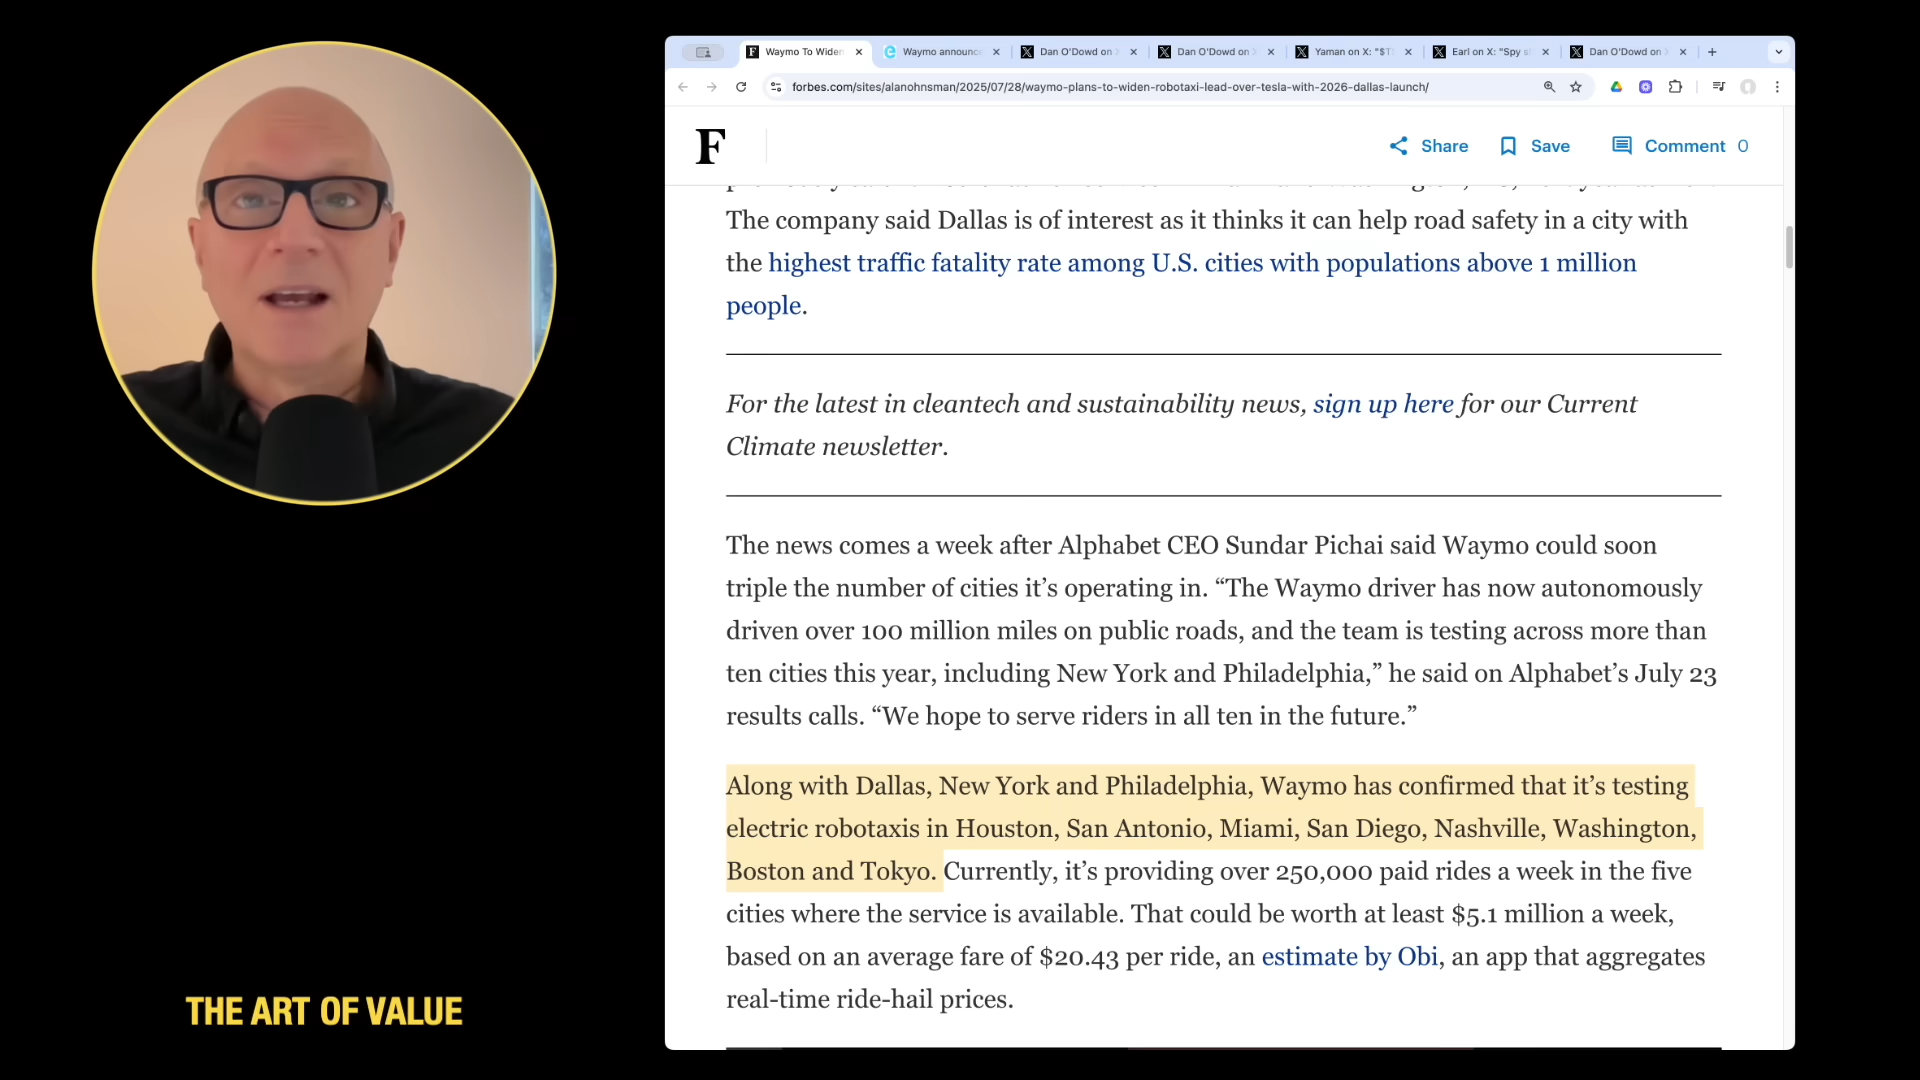 Waymo To Widen
Waymo announc
Dan O'Dowd on
Dan O'Dowd on
Yaman on X: "$T
Earl on X: "Spy
Dan O'Dowd on
forbes.com/sites/alanohnsman/2025/07/28/waymo-plans-to-widen-robotaxi-lead-over-tesla-with-2026-dallas-launch/
F
Share
Save
Comment 0
The company said Dallas is of interest as it thinks it can help road safety in a city with
the highest traffic fatality rate among U.S. cities with populations above 1 million
people.
For the latest in cleantech and sustainability news, sign up here for our Current
Climate newsletter.
The news comes a week after Alphabet CEO Sundar Pichai said Waymo could soon
triple the number of cities it’s operating in. “The Waymo driver has now autonomously
driven over 100 million miles on public roads, and the team is testing across more than
ten cities this year, including New York and Philadelphia,” he said on Alphabet’s July 23
results calls. “We hope to serve riders in all ten in the future.”
Along with Dallas, New York and Philadelphia, Waymo has confirmed that it’s testing
electric robotaxis in Houston, San Antonio, Miami, San Diego, Nashville, Washington,
Boston and Tokyo. Currently, it’s providing over 250,000 paid rides a week in the five
cities where the service is available. That could be worth at least $5.1 million a week,
based on an average fare of $20.43 per ride, an estimate by Obi, an app that aggregates
real-time ride-hail prices.
THE ART OF VALUE